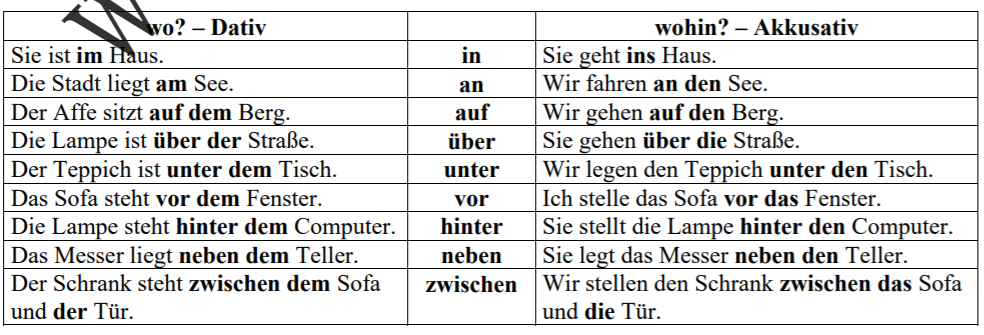 wo? – Dativ wohin? – Akkusativ
Sie ist im Haus. in Sie geht ins Haus.
Die Stadt liegt am See. an Wir fahren an den See.
Der Affe sitzt auf dem Berg. auf Wir gehen auf den Berg.
Die Lampe ist über der Straße. über Sie gehen über die Straße.
Der Teppich ist unter dem Tisch. unter Wir legen den Teppich unter den Tisch.
Das Sofa steht vor dem Fenster. vor Ich stelle das Sofa vor das Fenster.
Die Lampe steht hinter dem Computer. hinter Sie stellt die Lampe hinter den Computer.
Das Messer liegt neben dem Teller. neben Sie legt das Messer neben den Teller.
Der Schrank steht zwischen dem Sofa zwischen Wir stellen den Schrank zwischen das Sofa
und der Tür. und die Tür.